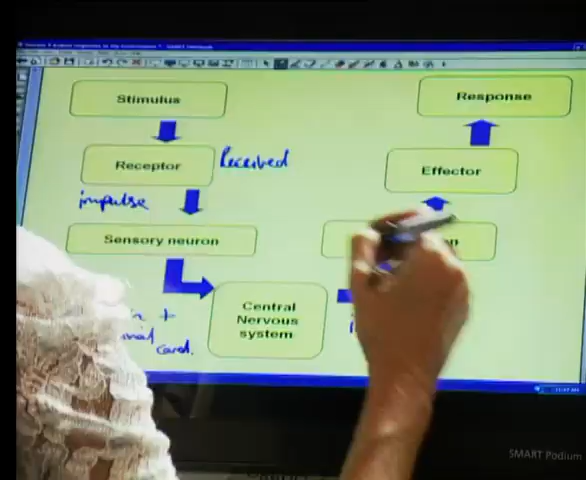 Stimulus
Response
Receptor
Received
Effector
impulse
Sensory neuron
Central
Nervous
system
+
cord.
SMART Podium